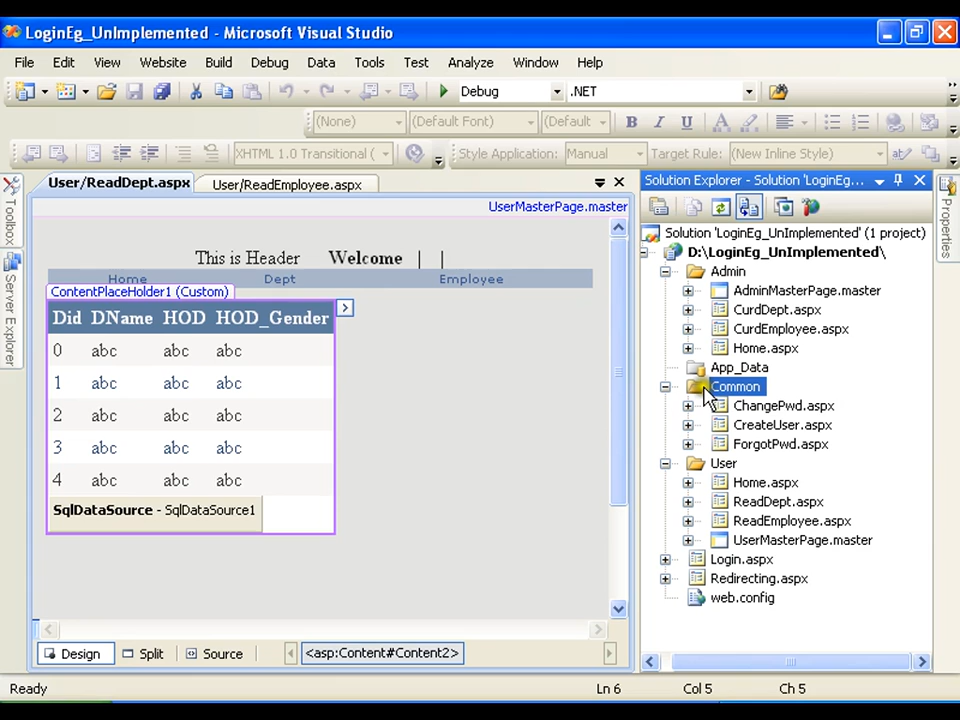 LoginEg_UnImplemented - Microsoft Visual Studio
File Edit View Website Build Debug Data Tools Test Analyze Window Help
Debug .NET
(None) (Default Font) (Default B I U A
XHTML 1.0 Transitional ( Style Application: Manual Target Rule: (New Inline Style)
User/ReadDept.aspx User/ReadEmployee.aspx
UserMasterPage.master
This is Header Welcome | |
Home Dept Employee
ContentPlaceHolder1 (Custom)
Did DName HOD HOD_Gender
0 abc abc abc
1 abc abc abc
2 abc abc abc
3 abc abc abc
4 abc abc abc
SqlDataSource - SqlDataSource1
Design Split Source <asp:Content#Content2>
Toolbox
Server Explorer
Solution Explorer - Solution 'LoginEg...
Solution 'LoginEg_UnImplemented' (1 project)
D:\LoginEg_UnImplemented\
Admin
AdminMasterPage.master
CurdDept.aspx
CurdEmployee.aspx
Home.aspx
App_Data
Common
ChangePwd.aspx
CreateUser.aspx
ForgotPwd.aspx
User
Home.aspx
ReadDept.aspx
ReadEmployee.aspx
UserMasterPage.master
Login.aspx
Redirecting.aspx
web.config
Properties
Ready Ln 6 Col 5 Ch 5